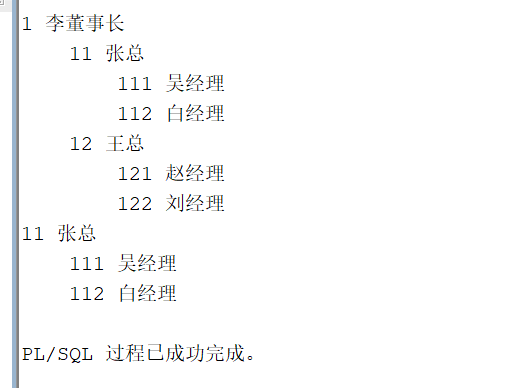 1 李董事长
    11 张总
        111 吴经理
        112 白经理
    12 王总
        121 赵经理
        122 刘经理
11 张总
    111 吴经理
    112 白经理

PL/SQL 过程已成功完成。